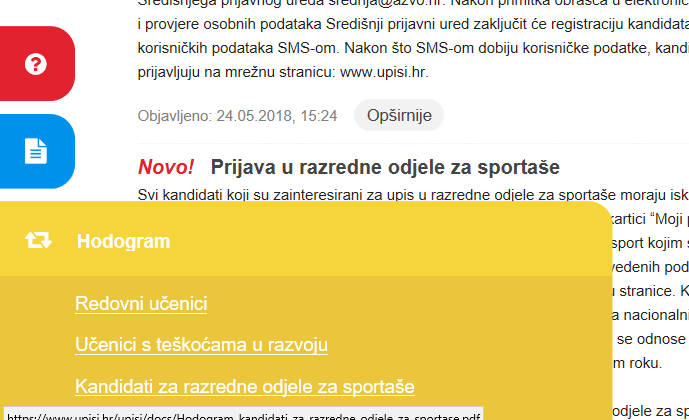 Središnjega prijavnog ureda srednja@azvo.hr. Nakon primitka obrasca u elektroničk
i provjere osobnih podataka Središnji prijavni ured zaključit će registraciju kandidata
korisničkih podataka SMS-om. Nakon što SMS-om dobiju korisničke podatke, kandi
prijavljuju na mrežnu stranicu: www.upisi.hr.
Objavljeno: 24.05.2018, 15:24 Opširnije
Novo! Prijava u razredne odjele za sportaše
Svi kandidati koji su zainteresirani za upis u razredne odjele za sportaše moraju isk
kartici “Moji p
Hodogram
sport kojim s
vedenih pod
Redovni učenici
stranice. K
a nacionalni
Učenici s teškoćama u razvoju
se odnose
m roku.
Kandidati za razredne odjele za sportaše
odjele za sp
https://www.upisi.hr/upisi/docs/Hodogram_kandidati_za_razredne_odjele_za_sportase.pdf